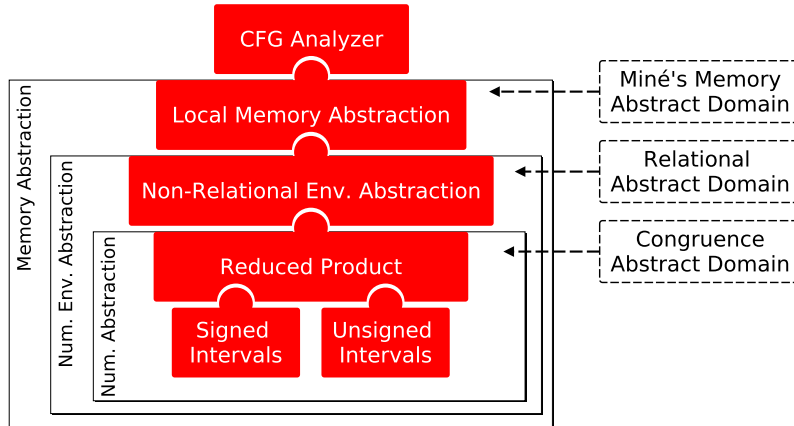 CFG Analyzer
Memory Abstraction
Local Memory Abstraction
Miné's Memory
Abstract Domain
Num. Env. Abstraction
Non-Relational Env. Abstraction
Relational
Abstract Domain
Num. Abstraction
Reduced Product
Congruence
Abstract Domain
Signed
Intervals
Unsigned
Intervals